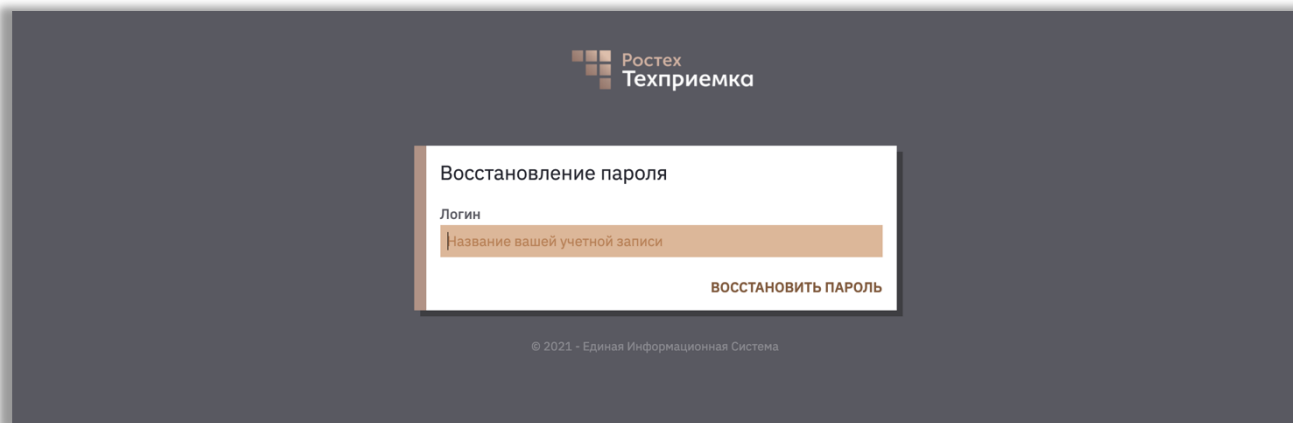 Ростех
Техприемка
Восстановление пароля
Логин
Название вашей учетной записи
ВОССТАНОВИТЬ ПАРОЛЬ
© 2021 - Единая Информационная Система